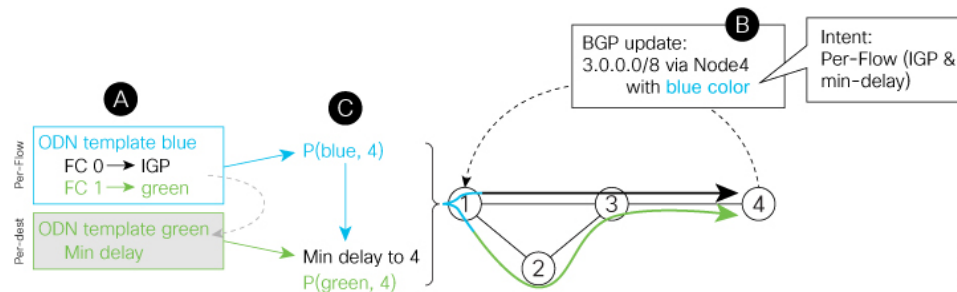 A
Per-Flow
ODN template blue
FC 0 → IGP
FC 1 → green
Per-dest
ODN template green
Min delay
C
P(blue, 4)
Min delay to 4
P(green, 4)
B
BGP update:
3.0.0.0/8 via Node4
with blue color
Intent:
Per-Flow (IGP &
min-delay)
1
2
3
4